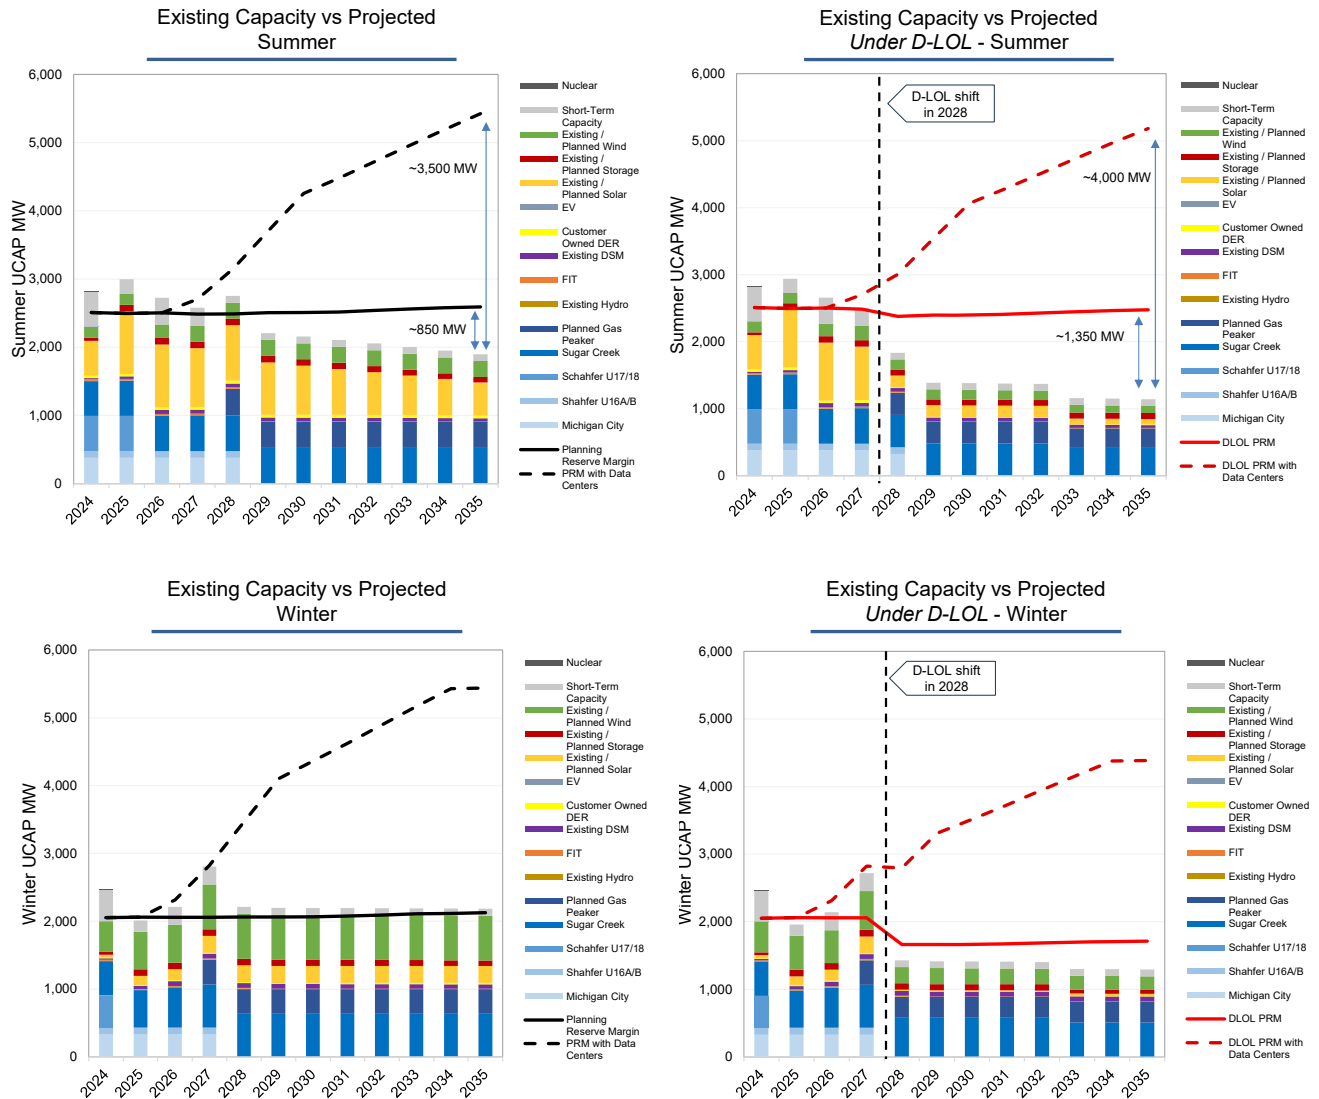 Existing Capacity vs Projected
Summer
Summer UCAP MW
6,000
5,000
4,000
3,000
2,000
1,000
0
~3,500 MW
~850 MW
2024
2025
2026
2027
2028
2029
2030
2031
2032
2033
2034
2035
Nuclear
Short-Term
Capacity
Existing /
Planned Wind
Existing /
Planned Storage
Existing /
Planned Solar
EV
Customer
Owned DER
Existing DSM
FIT
Existing Hydro
Planned Gas
Peaker
Sugar Creek
Schahfer U17/18
Shahfer U16A/B
Michigan City
Planning
Reserve Margin
PRM with Data
Centers
Existing Capacity vs Projected
Under D-LOL - Summer
Summer UCAP MW
6,000
5,000
4,000
3,000
2,000
1,000
0
D-LOL shift
in 2028
~4,000 MW
~1,350 MW
2024
2025
2026
2027
2028
2029
2030
2031
2032
2033
2034
2035
Nuclear
Short-Term
Capacity
Existing / Planned
Wind
Existing / Planned
Storage
Existing / Planned
Solar
EV
Customer Owned
DER
Existing DSM
FIT
Existing Hydro
Planned Gas
Peaker
Sugar Creek
Schahfer U17/18
Shahfer U16A/B
Michigan City
DLOL PRM
DLOL PRM with
Data Centers
Existing Capacity vs Projected
Winter
Winter UCAP MW
6,000
5,000
4,000
3,000
2,000
1,000
0
2024
2025
2026
2027
2028
2029
2030
2031
2032
2033
2034
2035
Nuclear
Short-Term
Capacity
Existing /
Planned Wind
Existing /
Planned Storage
Existing /
Planned Solar
EV
Customer Owned
DER
Existing DSM
FIT
Existing Hydro
Planned Gas
Peaker
Sugar Creek
Schahfer U17/18
Shahfer U16A/B
Michigan City
Planning
Reserve Margin
PRM with Data
Centers
Existing Capacity vs Projected
Under D-LOL - Winter
Winter UCAP MW
6,000
5,000
4,000
3,000
2,000
1,000
0
D-LOL shift
in 2028
2024
2025
2026
2027
2028
2029
2030
2031
2032
2033
2034
2035
Nuclear
Short-Term
Capacity
Existing /
Planned Wind
Existing /
Planned Storage
Existing /
Planned Solar
EV
Customer Owned
DER
Existing DSM
FIT
Existing Hydro
Planned Gas
Peaker
Sugar Creek
Schahfer U17/18
Shahfer U16A/B
Michigan City
DLOL PRM
DLOL PRM with
Data Centers